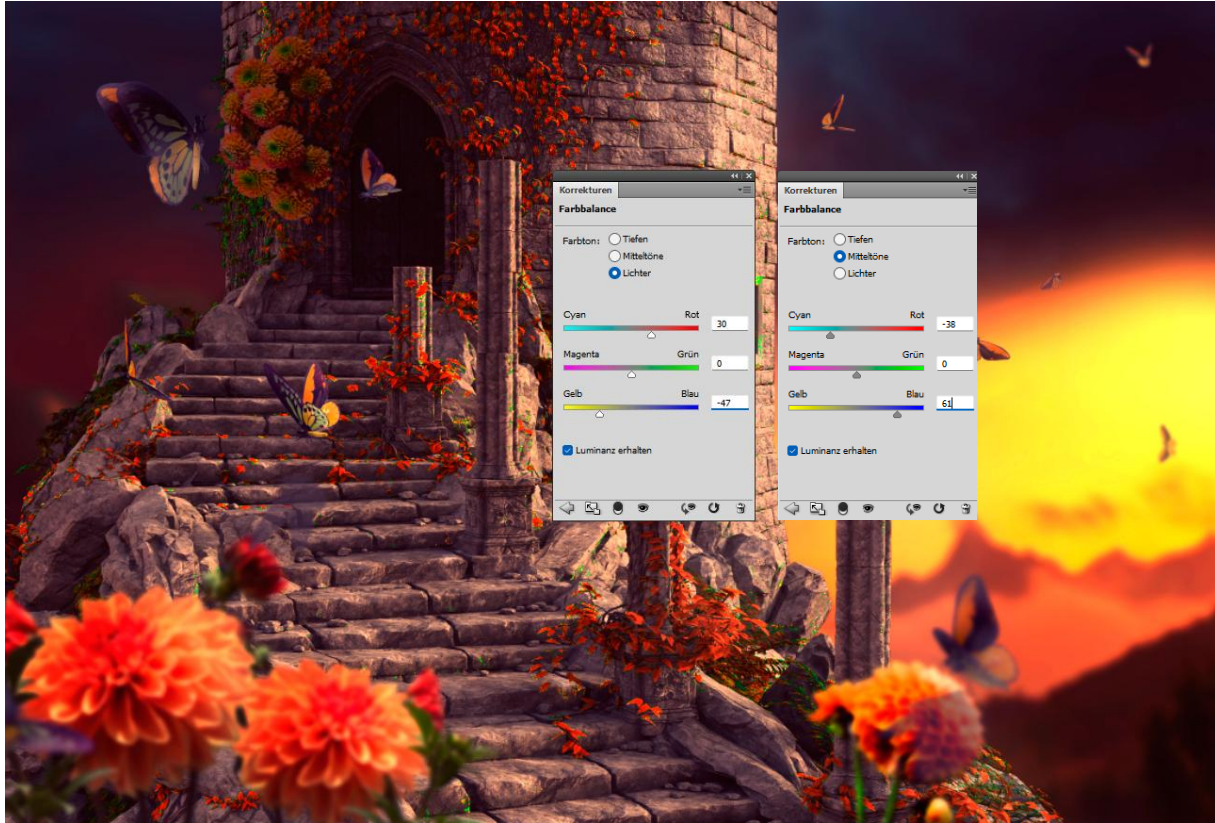 Korrekturen
Farbbalance
Farbton:
Tiefen
Mitteltöne
Lichter
Cyan Rot 30
Magenta Grün 0
Gelb Blau -47
Luminanz erhalten
Korrekturen
Farbbalance
Farbton:
Tiefen
Mitteltöne
Lichter
Cyan Rot -38
Magenta Grün 0
Gelb Blau 61
Luminanz erhalten